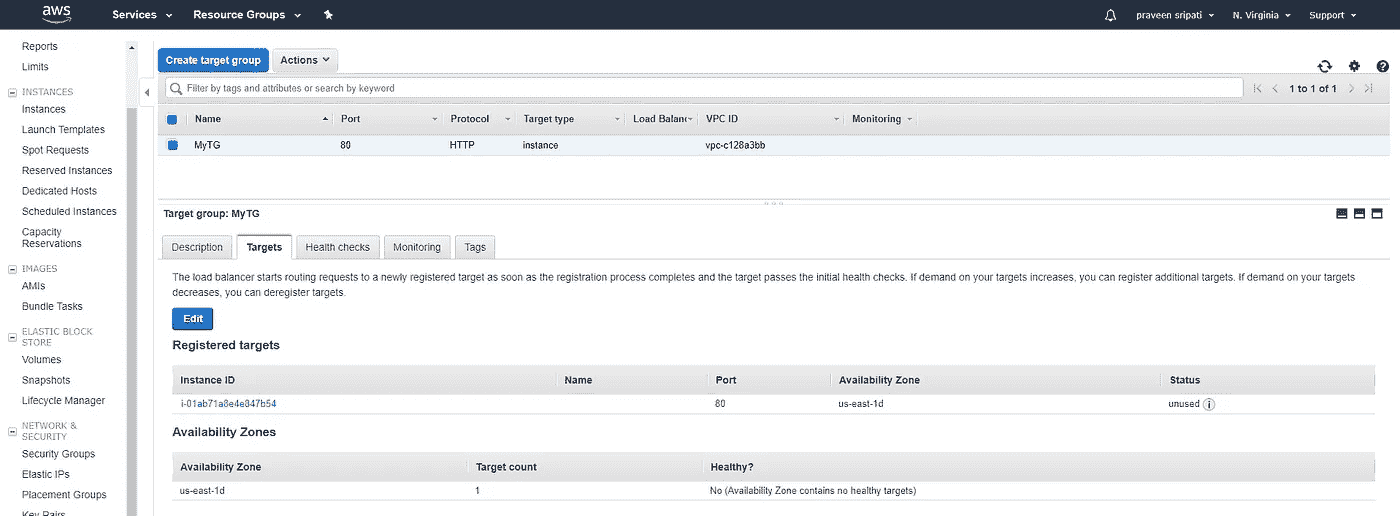 aws Services Resource Groups praveen sripati N. Virginia Support
Reports
Limits
INSTANCES
Instances
Launch Templates
Spot Requests
Reserved Instances
Dedicated Hosts
Scheduled Instances
Capacity
Reservations
IMAGES
AMIs
Bundle Tasks
ELASTIC BLOCK
STORE
Volumes
Snapshots
Lifecycle Manager
NETWORK &
SECURITY
Security Groups
Elastic IPs
Placement Groups
Key Pairs
Create target group Actions
Filter by tags and attributes or search by keyword 1 to 1 of 1
Name Port Protocol Target type Load Balanc VPC ID Monitoring
MyTG 80 HTTP instance vpc-c128a3bb
Target group: MyTG
Description Targets Health checks Monitoring Tags
The load balancer starts routing requests to a newly registered target as soon as the registration process completes and the target passes the initial health checks. If demand on your targets increases, you can register additional targets. If demand on your targets
decreases, you can deregister targets.
Edit
Registered targets
Instance ID Name Port Availability Zone Status
i-01ab71a8e4e847b54 80 us-east-1d unused
Availability Zones
Availability Zone Target count Healthy?
us-east-1d 1 No (Availability Zone contains no healthy targets)